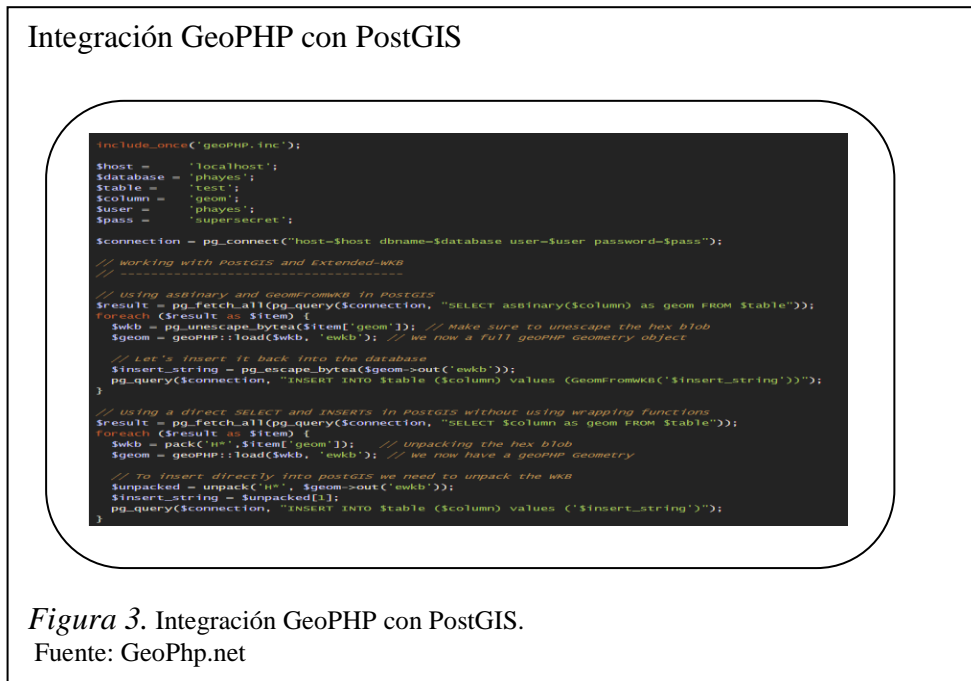 Integración GeoPHP con PostGIS
include_once('geoPHP.inc');
$host =     'localhost';
$database = 'phayes';
$table =    'test';
$column =   'geom';
$user =     'phayes';
$pass =     'supersecret';
$connection = pg_connect("host=$host dbname=$database user=$user password=$pass");
// Working with PostGIS and Extended-WKB
// ----------------------------------------
// Using asBinary and GeomFromWKB in PostGIS
$result = pg_fetch_all(pg_query($connection, "SELECT asBinary($column) as geom FROM $table"));
foreach ($result as $item) {
  $wkb = pg_unescape_bytea($item['geom']); // Make sure to unescape the hex blob
  $geom = geoPHP::load($wkb, 'ewkb'); // We now a full geoPHP Geometry object
  // Let's insert it back into the database
  $insert_string = pg_escape_bytea($geom->out('ewkb'));
  pg_query($connection, "INSERT INTO $table ($column) values (GeomFromWKB('$insert_string'))");
}
// Using a direct SELECT and INSERTs in PostGIS without using wrapping functions
$result = pg_fetch_all(pg_query($connection, "SELECT $column as geom FROM $table"));
foreach ($result as $item) {
  $wkb = pack('H*',$item['geom']);   // Unpacking the hex blob
  $geom = geoPHP::load($wkb, 'ewkb'); // We now have a geoPHP Geometry
  // To insert directly into postGIS we need to unpack the WKB
  $unpacked = unpack('H*', $geom->out('ewkb'));
  $insert_string = $unpacked[1];
  pg_query($connection, "INSERT INTO $table ($column) values ('$insert_string')");
}
Figura 3. Integración GeoPHP con PostGIS.
Fuente: GeoPhp.net